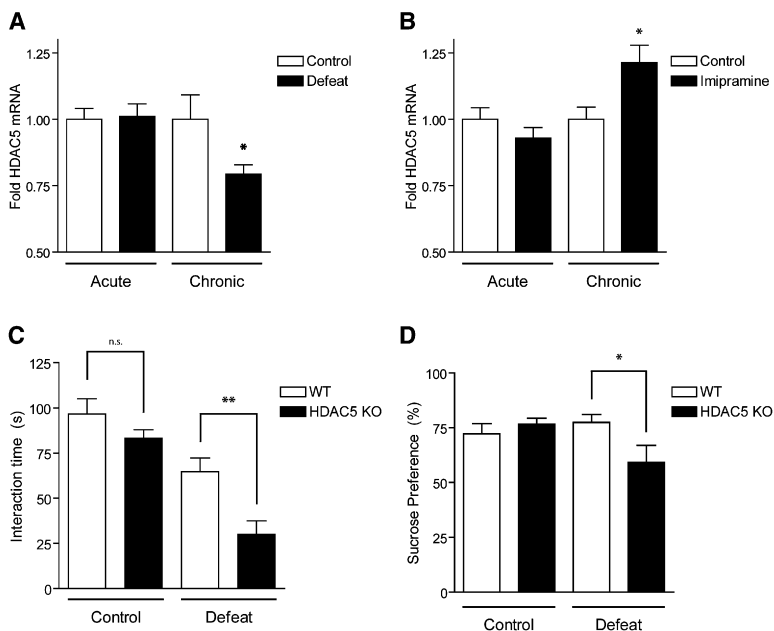 A
Fold HDAC5 mRNA
1.25
1.00
0.75
0.50
*
Control
Defeat
Acute
Chronic
B
Fold HDAC5 mRNA
1.25
1.00
0.75
0.50
*
Control
Imipramine
Acute
Chronic
C
Interaction time (s)
125
100
75
50
25
0
n.s.
**
WT
HDAC5 KO
Control
Defeat
D
Sucrose Preference (%)
100
75
50
25
0
*
WT
HDAC5 KO
Control
Defeat